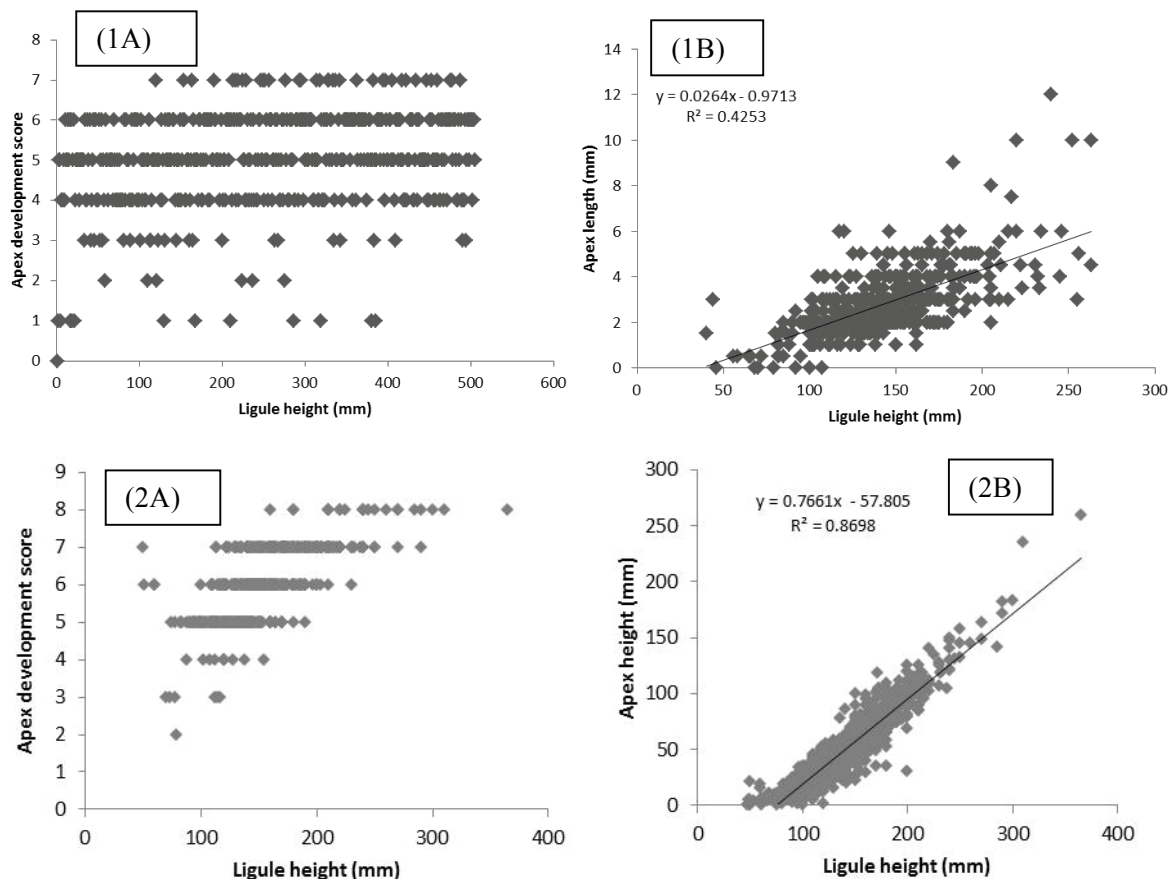 (1A)
Apex development score
8
7
6
5
4
3
2
1
0
0 100 200 300 400 500 600
Ligule height (mm)
(1B)
y = 0.0264x - 0.9713
R² = 0.4253
Apex length (mm)
14
12
10
8
6
4
2
0
0 50 100 150 200 250 300
Ligule height (mm)
(2A)
Apex development score
9
8
7
6
5
4
3
2
1
0
0 100 200 300 400
Ligule height (mm)
(2B)
y = 0.7661x - 57.805
R² = 0.8698
Apex height (mm)
300
250
200
150
100
50
0
0 100 200 300 400
Ligule height (mm)